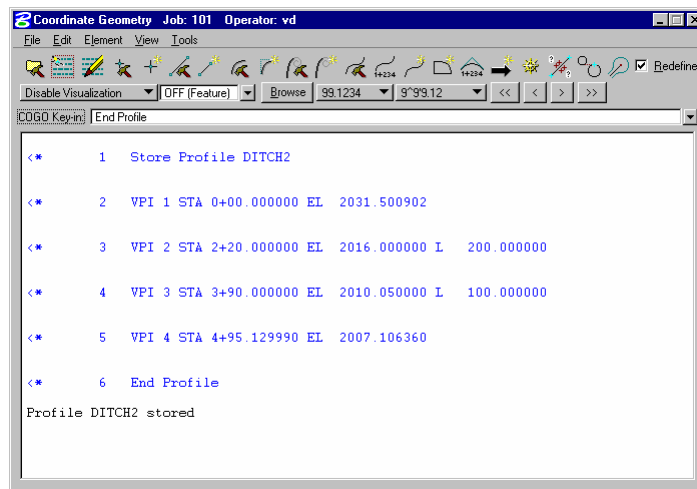 Coordinate Geometry Job: 101 Operator: vd
File Edit Element View Tools
1+234 1+234 Redefine
Disable Visualization OFF (Feature) Browse 99.1234 9^9'9.12 << < > >>
COGO Key-in: End Profile
<* 1 Store Profile DITCH2
<* 2 VPI 1 STA 0+00.000000 EL 2031.500902
<* 3 VPI 2 STA 2+20.000000 EL 2016.000000 L 200.000000
<* 4 VPI 3 STA 3+90.000000 EL 2010.050000 L 100.000000
<* 5 VPI 4 STA 4+95.129990 EL 2007.106360
<* 6 End Profile
Profile DITCH2 stored